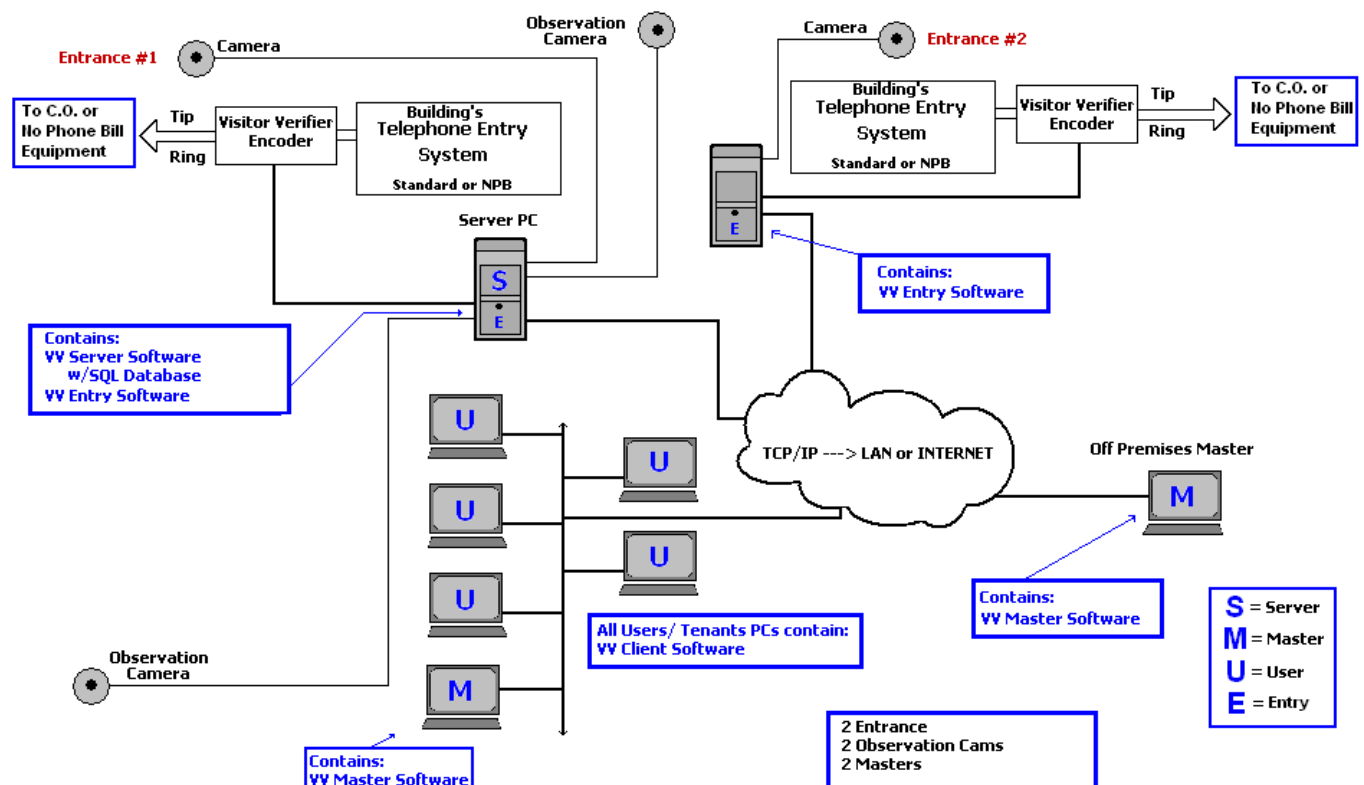 Observation
Camera
Camera
Entrance #1
Camera
Entrance #2
To C.O. or
No Phone Bill
Equipment
Tip
Ring
Visitor Verifier
Encoder
Building's
Telephone Entry
System
Standard or NPB
Building's
Telephone Entry
System
Standard or NPB
Visitor Verifier
Encoder
Tip
Ring
To C.O. or
No Phone Bill
Equipment
Server PC
S
E
E
Contains:
VV Entry Software
Contains:
VV Server Software
w/SQL Database
VV Entry Software
U
U
U
U
U
M
TCP/IP ---> LAN or INTERNET
Off Premises Master
M
Contains:
VV Master Software
All Users/ Tenants PCs contain:
VV Client Software
S = Server
M = Master
U = User
E = Entry
Observation
Camera
Contains:
VV Master Software
2 Entrance
2 Observation Cams
2 Masters